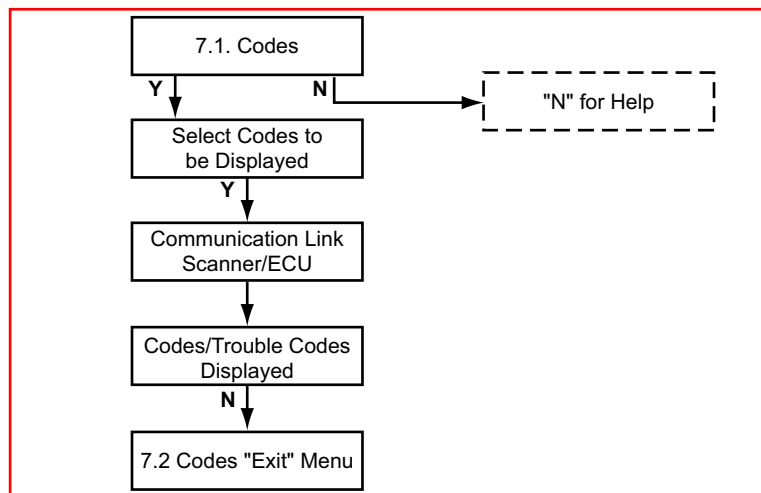 7.1. Codes
Y
N
"N" for Help
Select Codes to
be Displayed
Y
Communication Link
Scanner/ECU
Codes/Trouble Codes
Displayed
N
7.2 Codes "Exit" Menu